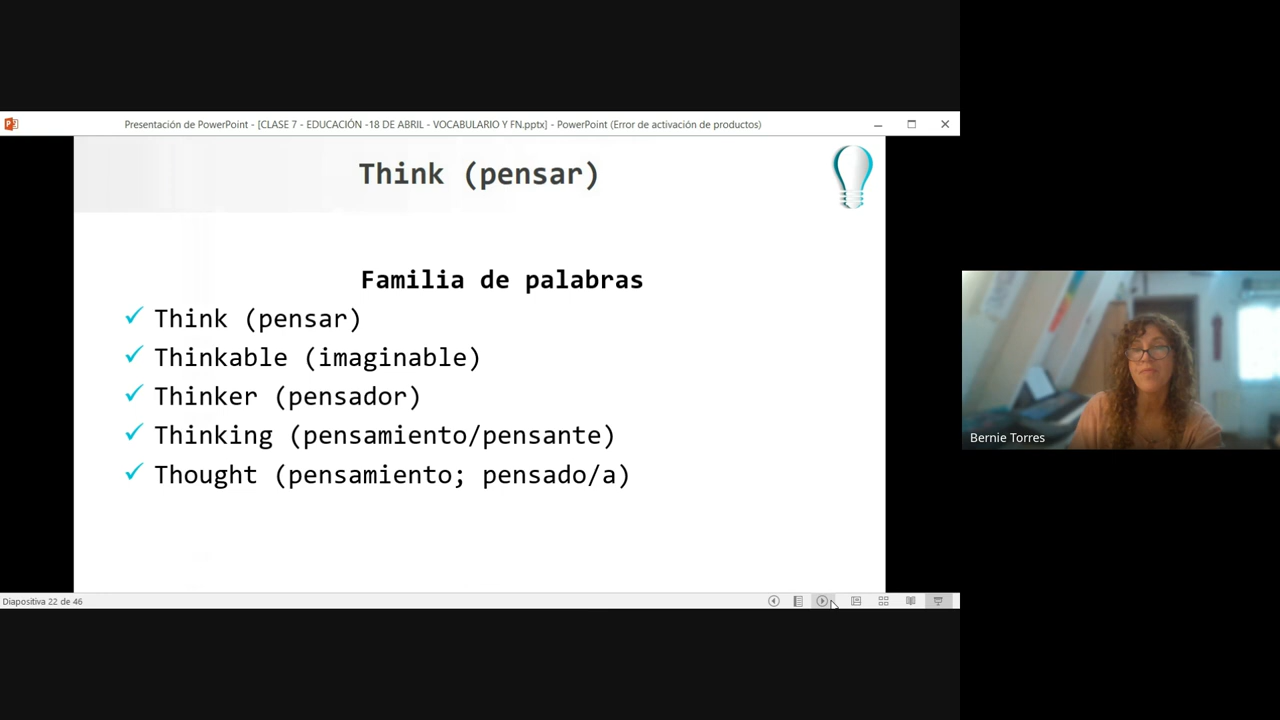 Presentación de PowerPoint - [CLASE 7 - EDUCACIÓN -18 DE ABRIL - VOCABULARIO Y FN.pptx] - PowerPoint (Error de activación de productos)
Think (pensar)
Familia de palabras
Think (pensar)
Thinkable (imaginable)
Thinker (pensador)
Thinking (pensamiento/pensante)
Thought (pensamiento; pensado/a)
Bernie Torres
Diapositiva 22 de 46